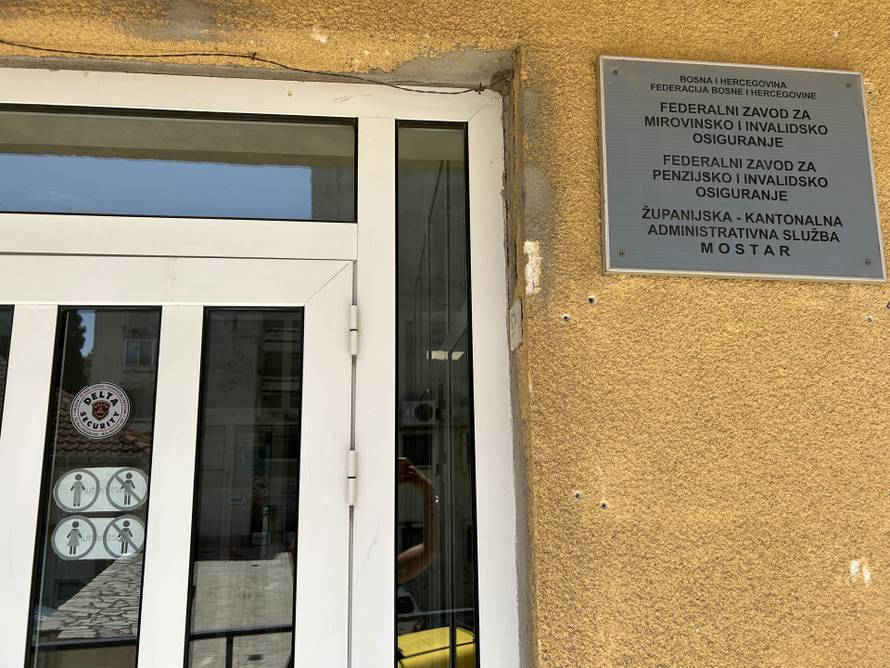 BOSNA I HERCEGOVINA
FEDERACIJA BOSNE I HERCEGOVINE
FEDERALNI ZAVOD ZA
MIROVINSKO I INVALIDSKO
OSIGURANJE
FEDERALNI ZAVOD ZA
PENZIJSKO I INVALIDSKO
OSIGURANJE
ŽUPANIJSKA - KANTONALNA
ADMINISTRATIVNA SLUŽBA
MOSTAR
DELTA
SECURITY